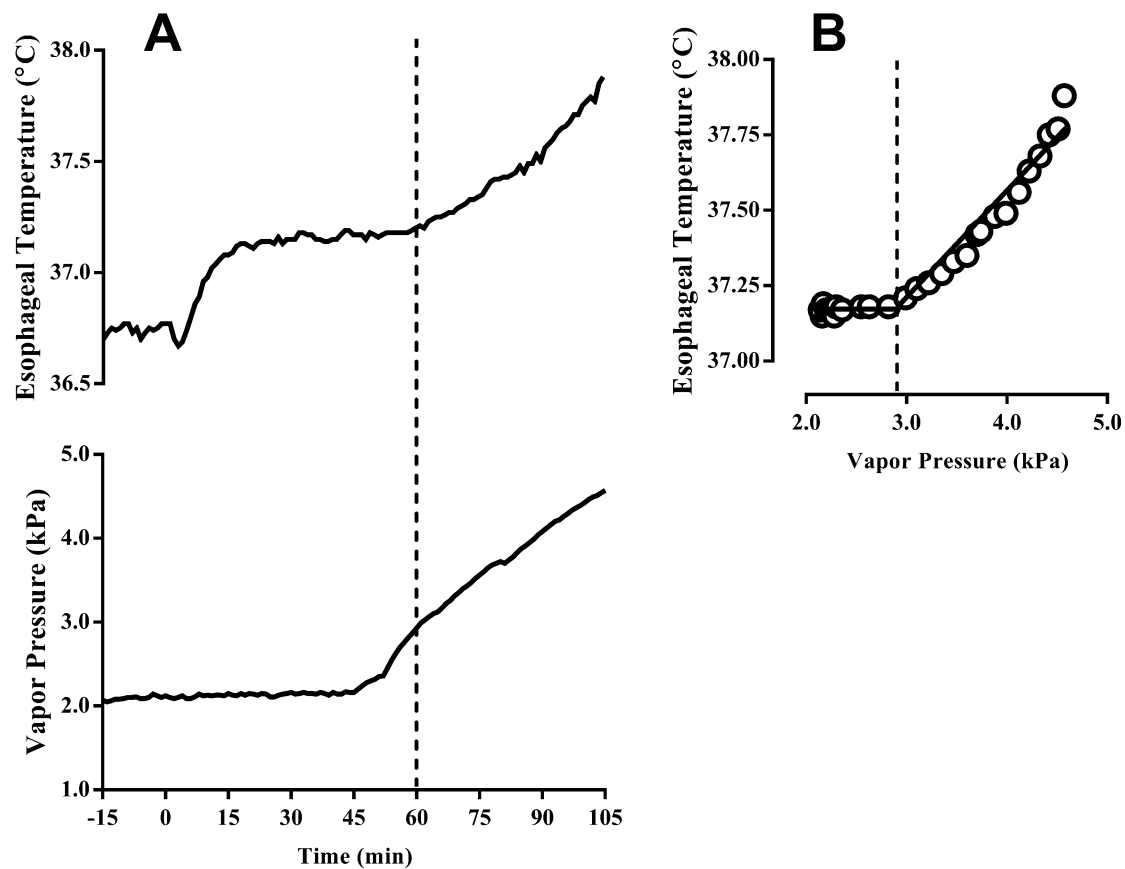 A
Esophageal Temperature (°C)
38.0
37.5
37.0
36.5
Vapor Pressure (kPa)
5.0
4.0
3.0
2.0
1.0
-15 0 15 30 45 60 75 90 105
Time (min)
B
Esophageal Temperature (°C)
38.00
37.75
37.50
37.25
37.00
2.0 3.0 4.0 5.0
Vapor Pressure (kPa)